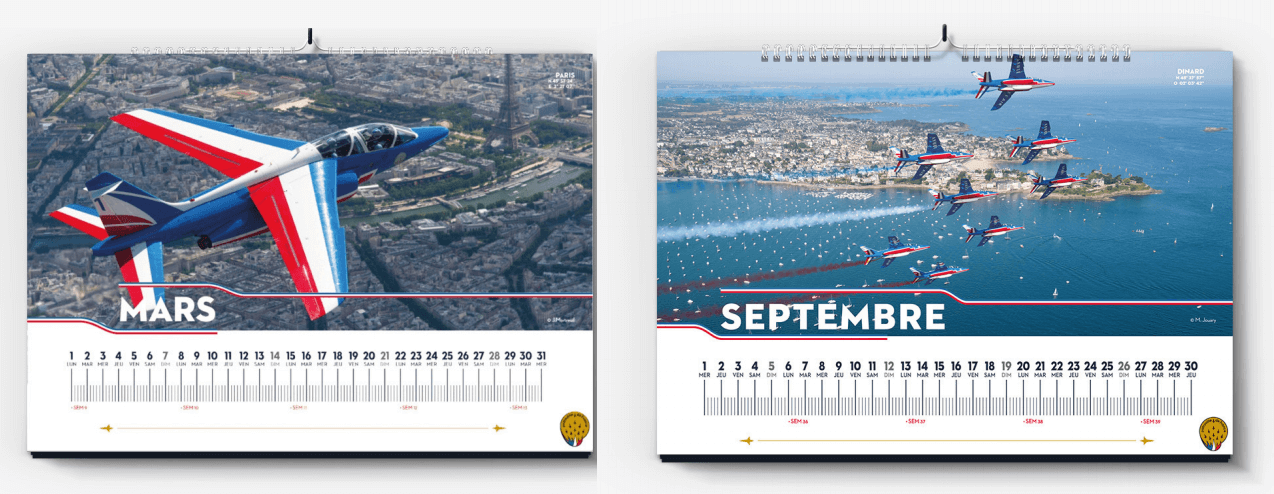 PARIS
MARS
1 2 3 4 5 6 7 8 9 10 11 12 13 14 15 16 17 18 19 20 21 22 23 24 25 26 27 28 29 30 31
LUN MAR MER JEU VEN SAM DIM LUN MAR MER JEU VEN SAM DIM LUN MAR MER JEU VEN SAM DIM LUN MAR MER JEU VEN SAM DIM LUN MAR MER
DINARD
SEPTEMBRE
© M. Jouary
1 2 3 4 5 6 7 8 9 10 11 12 13 14 15 16 17 18 19 20 21 22 23 24 25 26 27 28 29 30
MER JEU VEN SAM DIM LUN MAR MER JEU VEN SAM DIM LUN MAR MER JEU VEN SAM DIM LUN MAR MER JEU VEN SAM DIM LUN MAR MER JEU
•SEM 36 •SEM 37 •SEM 38 •SEM 39